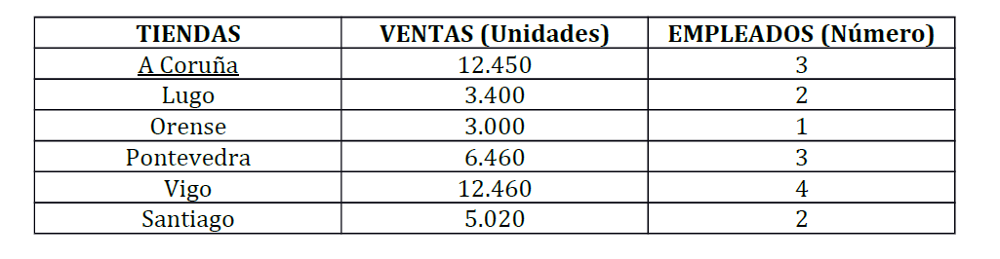 TIENDAS VENTAS (Unidades) EMPLEADOS (Número)
A Coruña 12.450 3
Lugo 3.400 2
Orense 3.000 1
Pontevedra 6.460 3
Vigo 12.460 4
Santiago 5.020 2